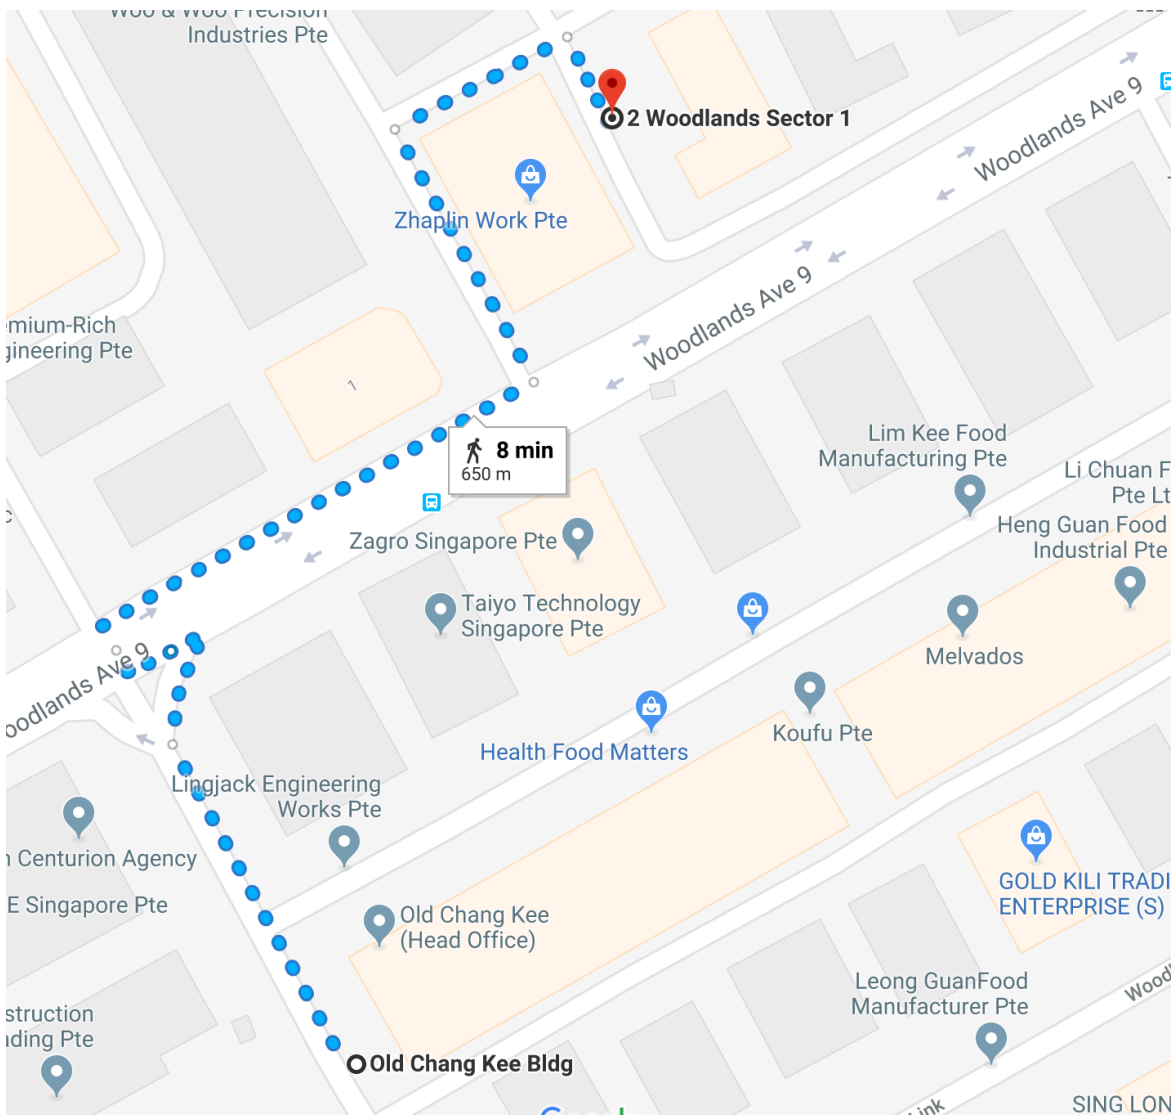 Woo & Woo Precision
Industries Pte
2 Woodlands Sector 1
Woodlands Ave 9
Zhaplin Work Pte
Woodlands Ave 9
emium-Rich
gineering Pte
1
8 min
650 m
Lim Kee Food
Manufacturing Pte
Li Chuan F
Pte Lt
Heng Guan Food
Industrial Pte
Zagro Singapore Pte
Taiyo Technology
Singapore Pte
Melvados
oodlands Ave 9
Koufu Pte
Health Food Matters
Lingjack Engineering
Works Pte
n Centurion Agency
E Singapore Pte
GOLD KILI TRADI
ENTERPRISE (S)
Old Chang Kee
(Head Office)
Leong GuanFood
Manufacturer Pte
Woodl
struction
ading Pte
Old Chang Kee Bldg
Link
SING LON
Google